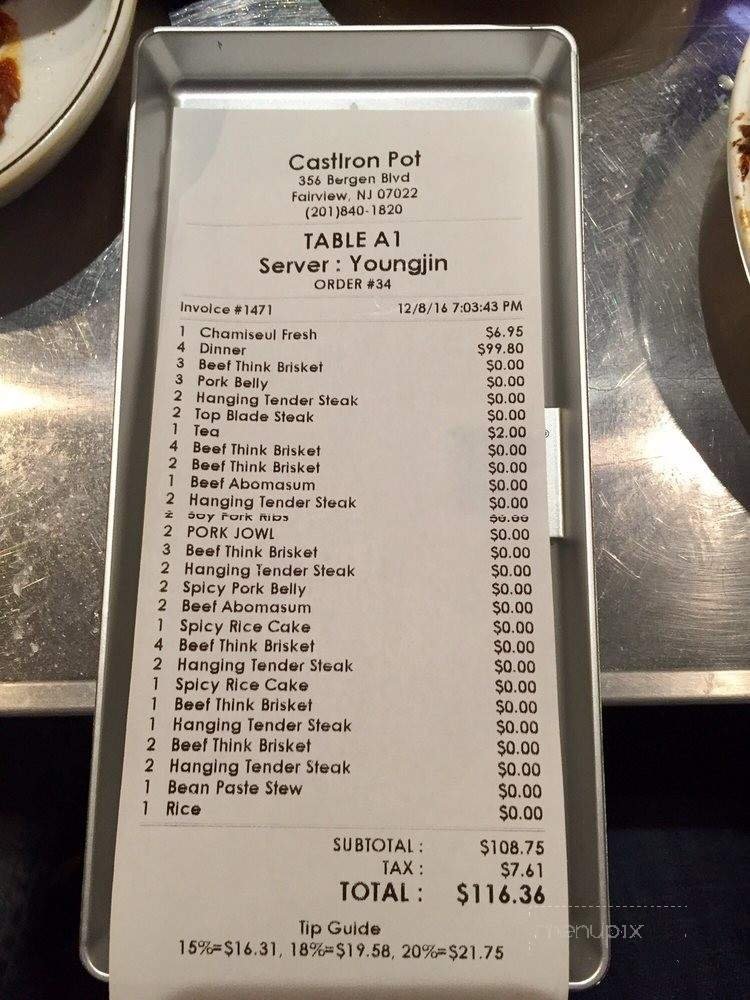 CastIron Pot
356 Bergen Blvd
Fairview, NJ 07022
(201)840-1820
TABLE A1
Server : Youngjin
ORDER #34
Invoice #1471 12/8/16 7:03:43 PM
1 Chamiseul Fresh $6.95
4 Dinner $99.80
3 Beef Think Brisket $0.00
3 Pork Belly $0.00
2 Hanging Tender Steak $0.00
2 Top Blade Steak $0.00
1 Tea $2.00
4 Beef Think Brisket $0.00
2 Beef Think Brisket $0.00
1 Beef Abomasum $0.00
2 Hanging Tender Steak $0.00
2 Soy Pork Ribs $0.00
2 PORK JOWL $0.00
3 Beef Think Brisket $0.00
2 Hanging Tender Steak $0.00
2 Spicy Pork Belly $0.00
2 Beef Abomasum $0.00
1 Spicy Rice Cake $0.00
4 Beef Think Brisket $0.00
2 Hanging Tender Steak $0.00
1 Spicy Rice Cake $0.00
1 Beef Think Brisket $0.00
1 Hanging Tender Steak $0.00
2 Beef Think Brisket $0.00
2 Hanging Tender Steak $0.00
1 Bean Paste Stew $0.00
1 Rice $0.00
SUBTOTAL : $108.75
TAX : $7.61
TOTAL : $116.36
Tip Guide
15%=$16.31, 18%=$19.58, 20%=$21.75
menupix